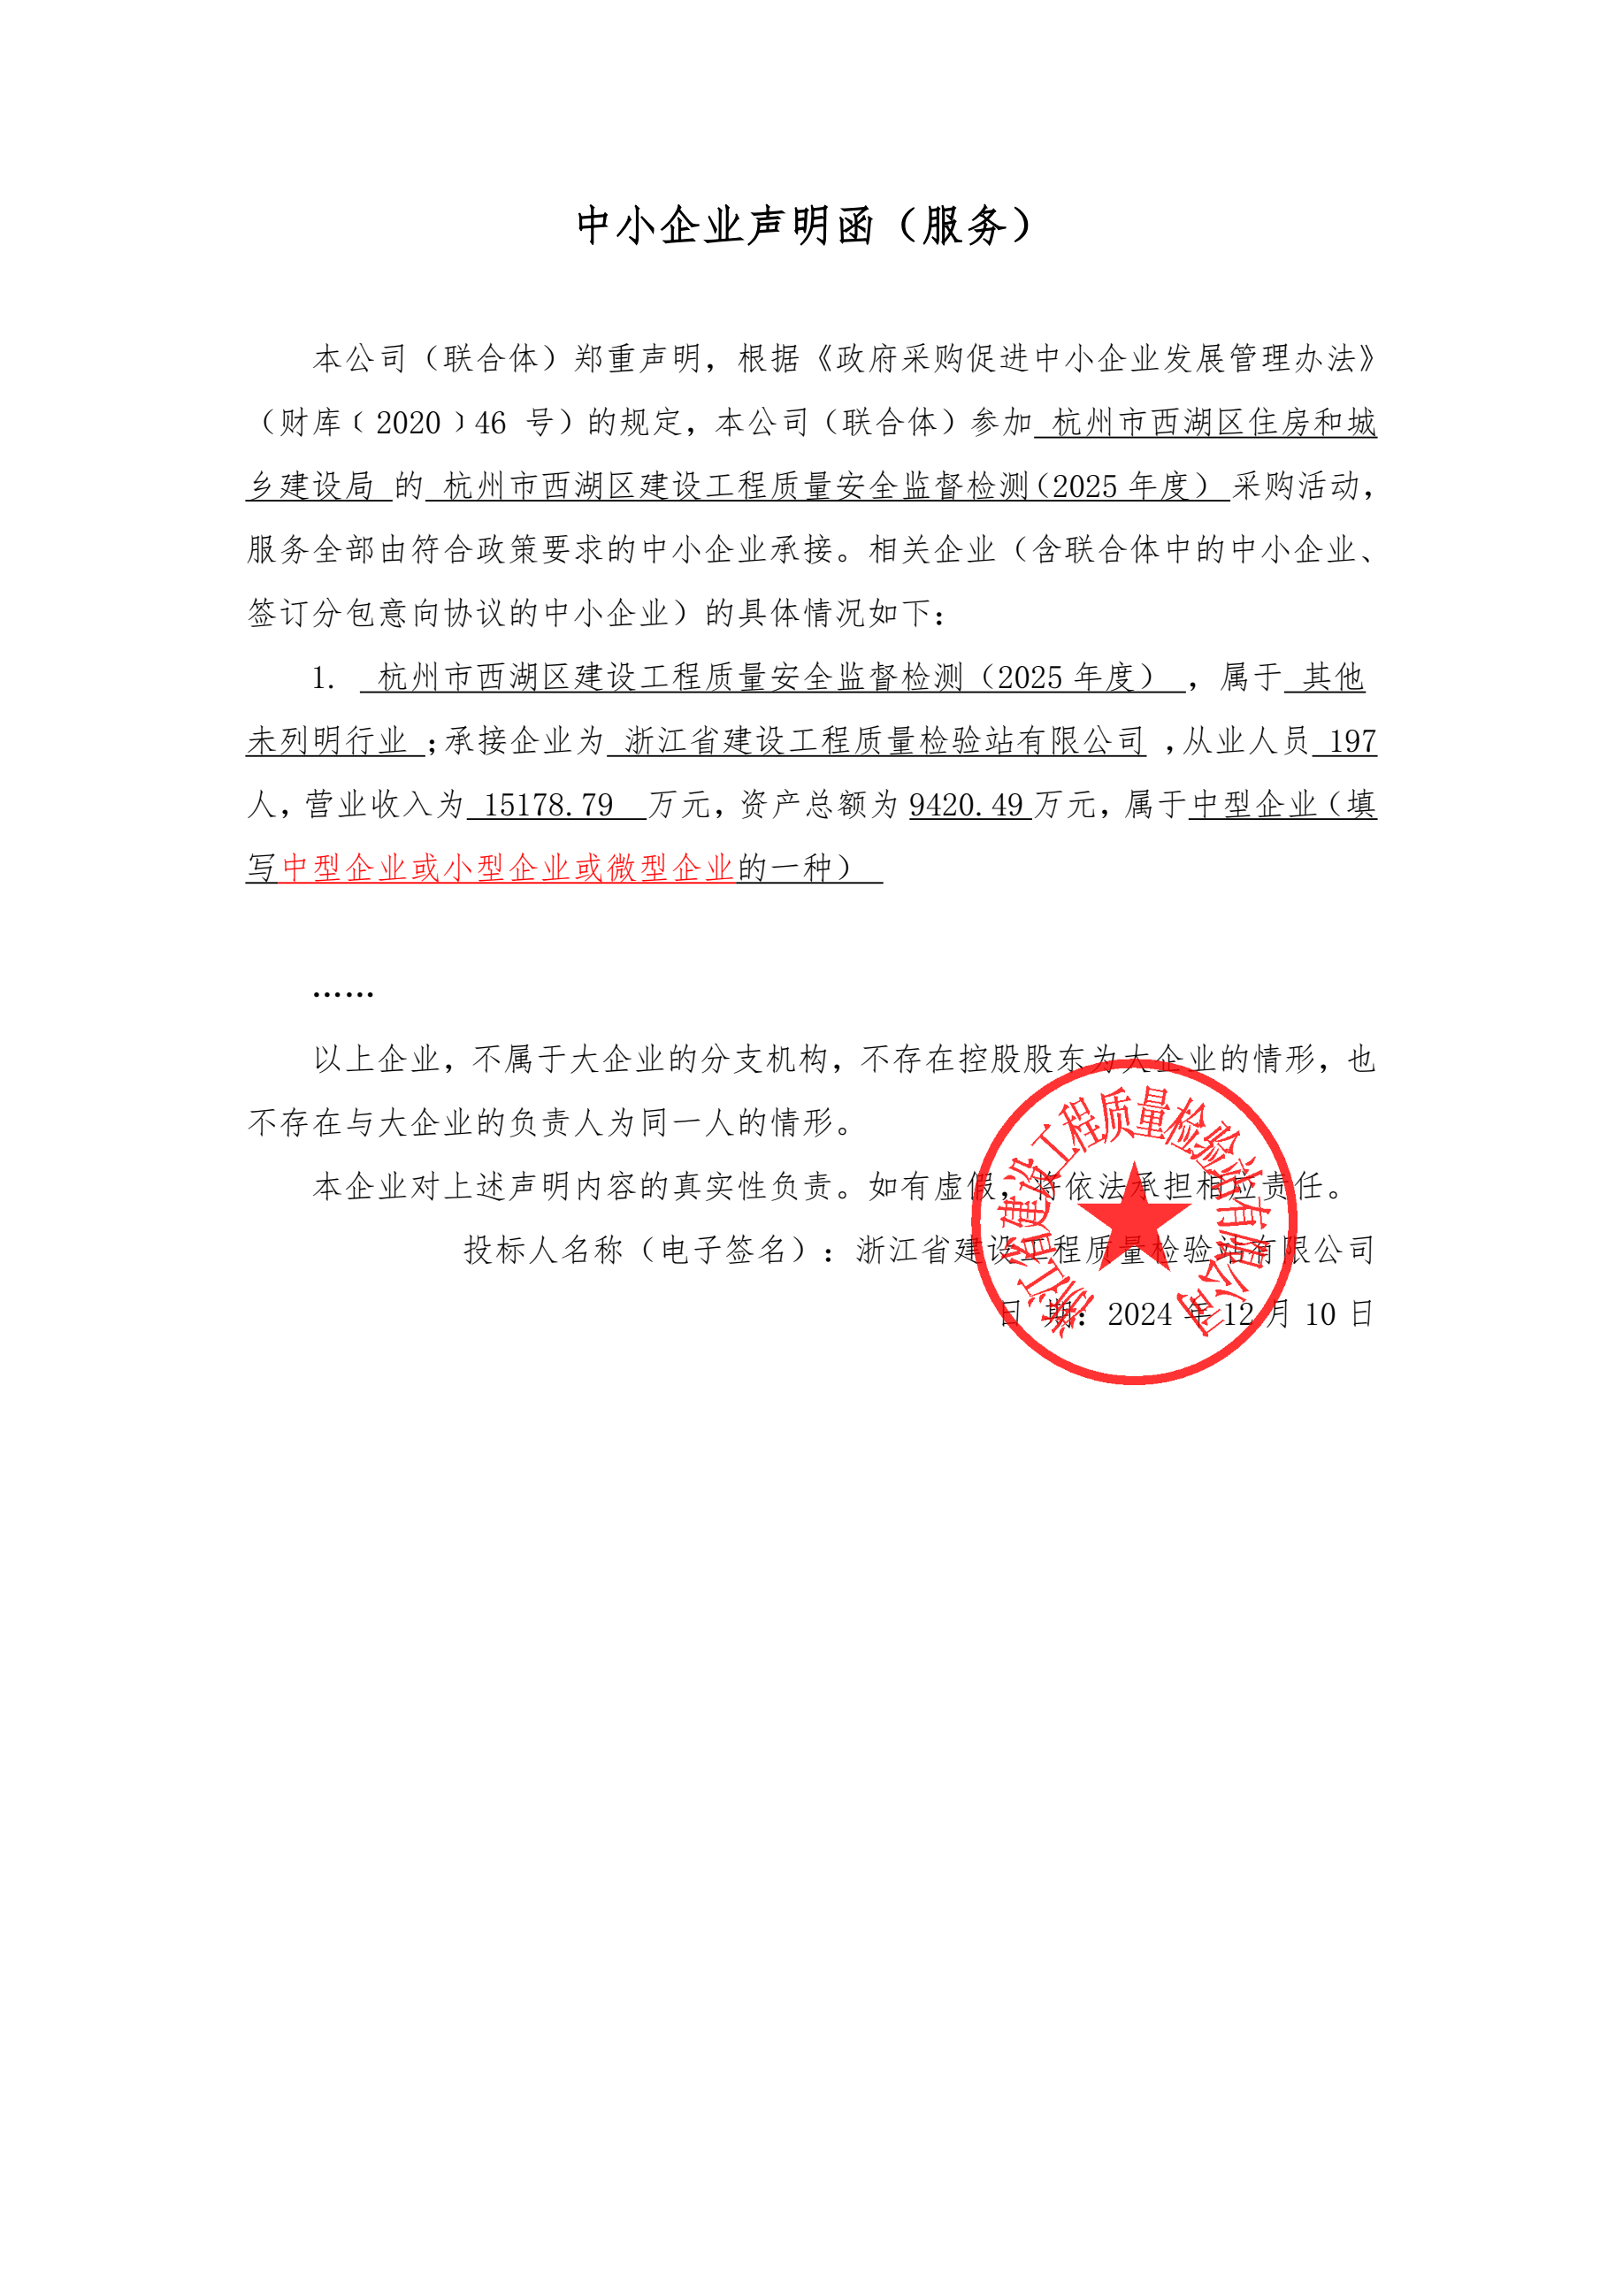 中小企业声明函（服务）
本公司（联合体）郑重声明，根据《政府采购促进中小企业发展管理办法》
（财库﹝2020﹞46 号）的规定，本公司（联合体）参加 杭州市西湖区住房和城
乡建设局 的 杭州市西湖区建设工程质量安全监督检测（2025 年度） 采购活动，
服务全部由符合政策要求的中小企业承接。相关企业（含联合体中的中小企业、
签订分包意向协议的中小企业）的具体情况如下：
1. 杭州市西湖区建设工程质量安全监督检测（2025 年度） ，属于 其他
未列明行业 ；承接企业为 浙江省建设工程质量检验站有限公司 ，从业人员 197
人，营业收入为 15178.79 万元，资产总额为 9420.49 万元，属于中型企业（填
写中型企业或小型企业或微型企业的一种）
……
以上企业，不属于大企业的分支机构，不存在控股股东为大企业的情形，也
不存在与大企业的负责人为同一人的情形。
本企业对上述声明内容的真实性负责。如有虚假，将依法承担相应责任。
投标人名称（电子签名）：浙江省建设工程质量检验站有限公司
日 期：2024 年 12 月 10 日
浙江省建设工程质量检验站有限公司